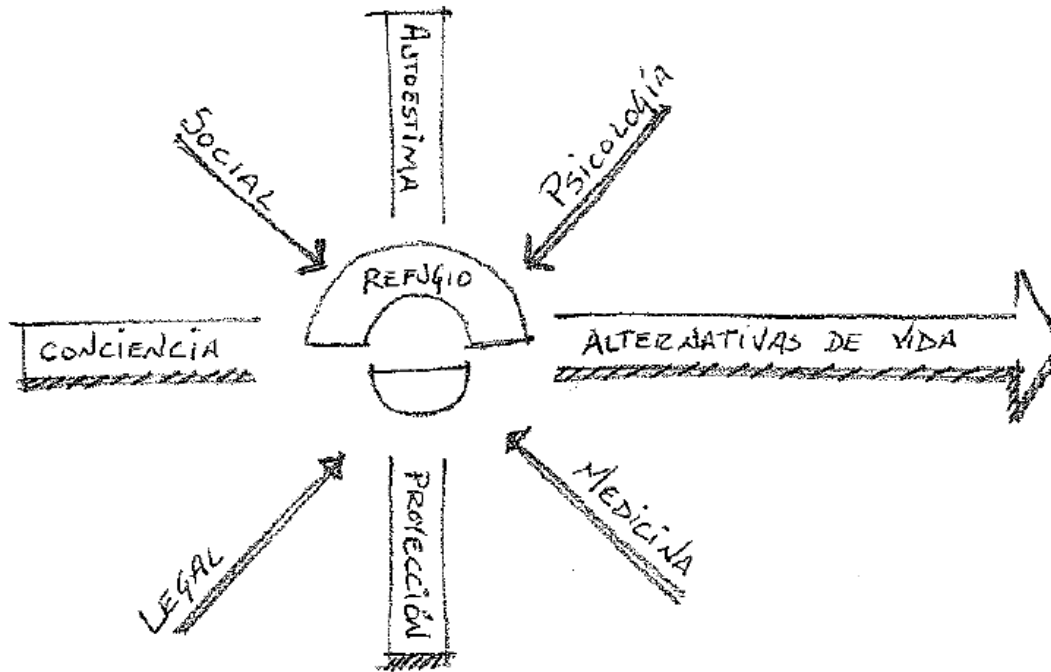 AUTOESTIMA
SOCIAL
PSICOLOGÍA
REFUGIO
CONCIENCIA
ALTERNATIVAS DE VIDA
LEGAL
PROYECCIÓN
MEDICINA